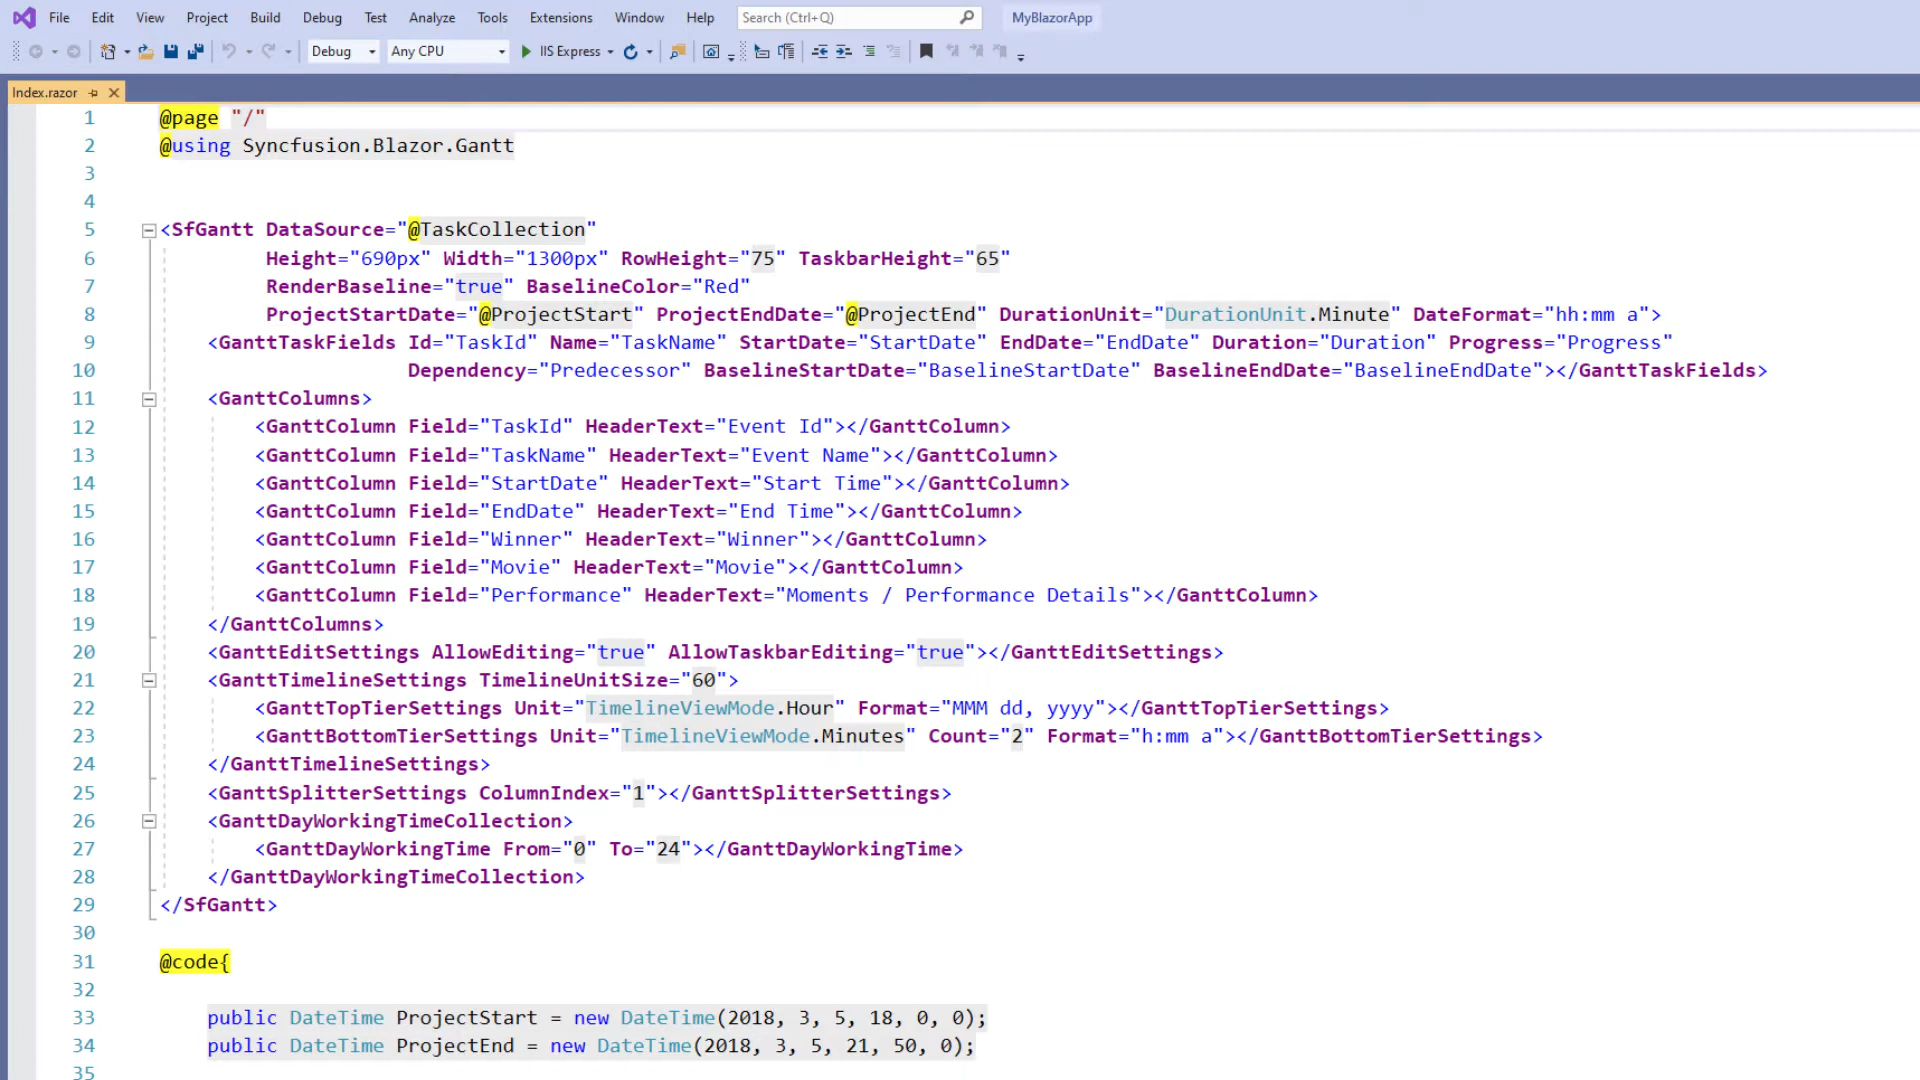 File Edit View Project Build Debug Test Analyze Tools Extensions Window Help Search (Ctrl+Q) MyBlazorApp
Debug Any CPU IIS Express
Index.razor
1 @page "/"
2 @using Syncfusion.Blazor.Gantt
3
4
5 <SfGantt DataSource="@TaskCollection"
6 Height="690px" Width="1300px" RowHeight="75" TaskbarHeight="65"
7 RenderBaseline="true" BaselineColor="Red"
8 ProjectStartDate="@ProjectStart" ProjectEndDate="@ProjectEnd" DurationUnit="DurationUnit.Minute" DateFormat="hh:mm a">
9 <GanttTaskFields Id="TaskId" Name="TaskName" StartDate="StartDate" EndDate="EndDate" Duration="Duration" Progress="Progress"
10 Dependency="Predecessor" BaselineStartDate="BaselineStartDate" BaselineEndDate="BaselineEndDate"></GanttTaskFields>
11 <GanttColumns>
12 <GanttColumn Field="TaskId" HeaderText="Event Id"></GanttColumn>
13 <GanttColumn Field="TaskName" HeaderText="Event Name"></GanttColumn>
14 <GanttColumn Field="StartDate" HeaderText="Start Time"></GanttColumn>
15 <GanttColumn Field="EndDate" HeaderText="End Time"></GanttColumn>
16 <GanttColumn Field="Winner" HeaderText="Winner"></GanttColumn>
17 <GanttColumn Field="Movie" HeaderText="Movie"></GanttColumn>
18 <GanttColumn Field="Performance" HeaderText="Moments / Performance Details"></GanttColumn>
19 </GanttColumns>
20 <GanttEditSettings AllowEditing="true" AllowTaskbarEditing="true"></GanttEditSettings>
21 <GanttTimelineSettings TimelineUnitSize="60">
22 <GanttTopTierSettings Unit="TimelineViewMode.Hour" Format="MMM dd, yyyy"></GanttTopTierSettings>
23 <GanttBottomTierSettings Unit="TimelineViewMode.Minutes" Count="2" Format="h:mm a"></GanttBottomTierSettings>
24 </GanttTimelineSettings>
25 <GanttSplitterSettings ColumnIndex="1"></GanttSplitterSettings>
26 <GanttDayWorkingTimeCollection>
27 <GanttDayWorkingTime From="0" To="24"></GanttDayWorkingTime>
28 </GanttDayWorkingTimeCollection>
29 </SfGantt>
30
31 @code{
32
33 public DateTime ProjectStart = new DateTime(2018, 3, 5, 18, 0, 0);
34 public DateTime ProjectEnd = new DateTime(2018, 3, 5, 21, 50, 0);
35